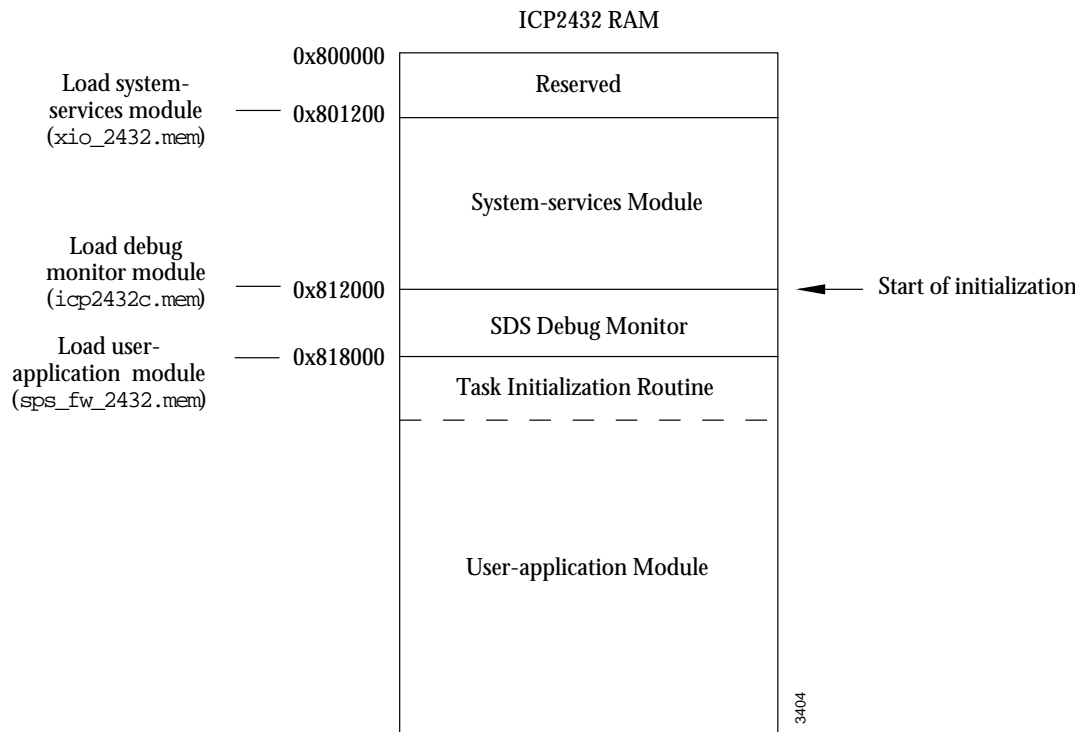 ICP2432 RAM
0x800000
Reserved
Load system-
services module
(xio_2432.mem)
0x801200
System-services Module
Load debug
monitor module
(icp2432c.mem)
0x812000
Start of initialization
SDS Debug Monitor
Load user-
application module
(sps_fw_2432.mem)
0x818000
Task Initialization Routine
User-application Module
3404